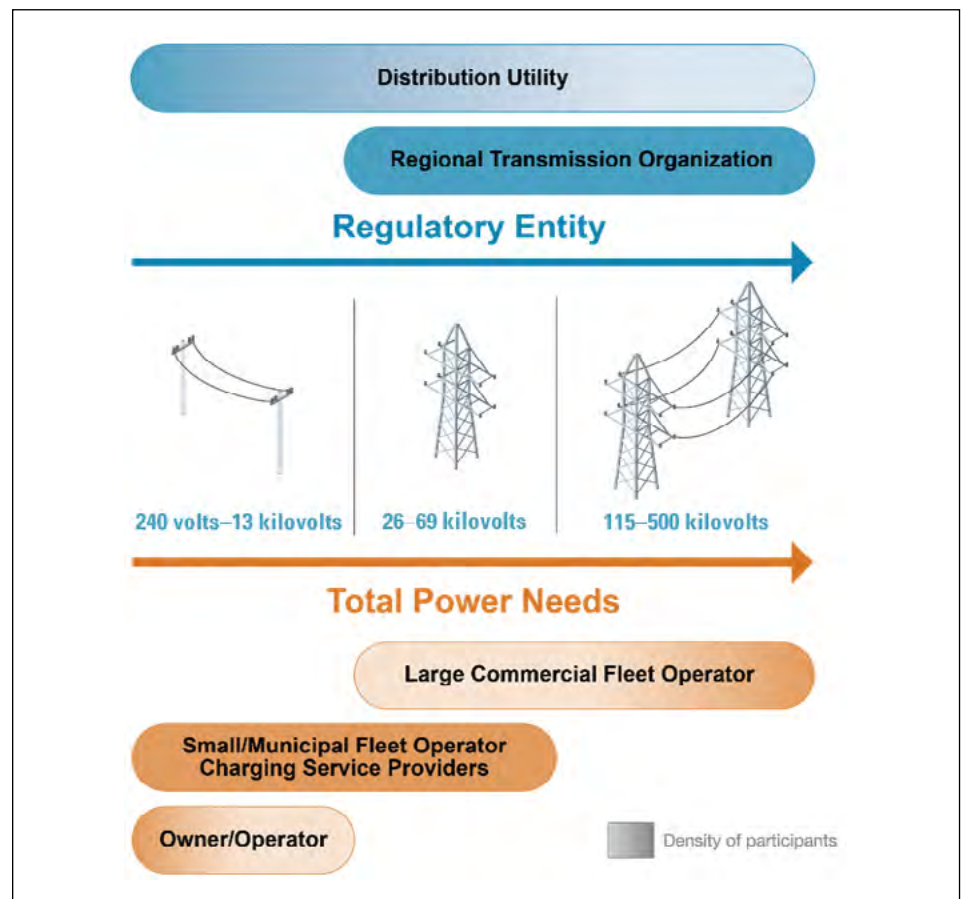 Distribution Utility
Regional Transmission Organization
Regulatory Entity
240 volts–13 kilovolts
26–69 kilovolts
115–500 kilovolts
Total Power Needs
Large Commercial Fleet Operator
Small/Municipal Fleet Operator
Charging Service Providers
Owner/Operator
Density of participants